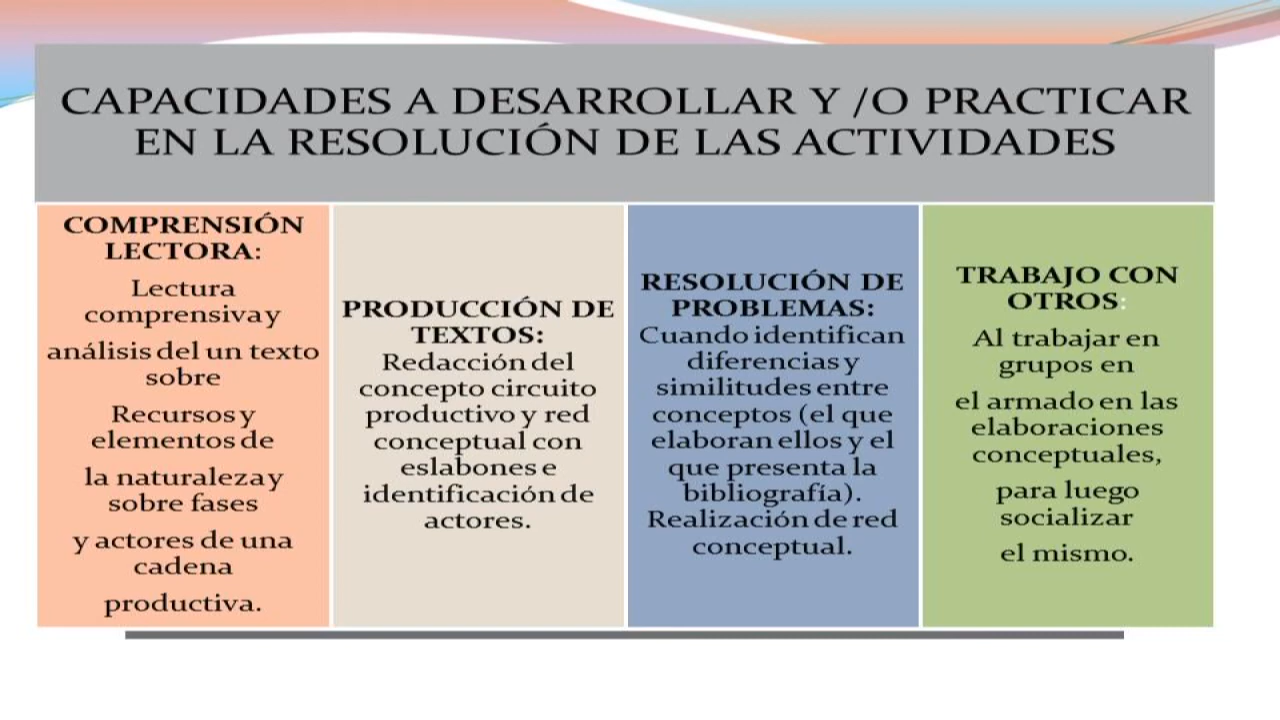 CAPACIDADES A DESARROLLAR Y /O PRACTICAR
EN LA RESOLUCIÓN DE LAS ACTIVIDADES
COMPRENSIÓN
LECTORA:
Lectura
comprensiva y
análisis del un texto
sobre
Recursos y
elementos de
la naturaleza y
sobre fases
y actores de una
cadena
productiva.
PRODUCCIÓN DE
TEXTOS:
Redacción del
concepto circuito
productivo y red
conceptual con
eslabones e
identificación de
actores.
RESOLUCIÓN DE
PROBLEMAS:
Cuando identifican
diferencias y
similitudes entre
conceptos (el que
elaboran ellos y el
que presenta la
bibliografía).
Realización de red
conceptual.
TRABAJO CON
OTROS:
Al trabajar en
grupos en
el armado en las
elaboraciones
conceptuales,
para luego
socializar
el mismo.